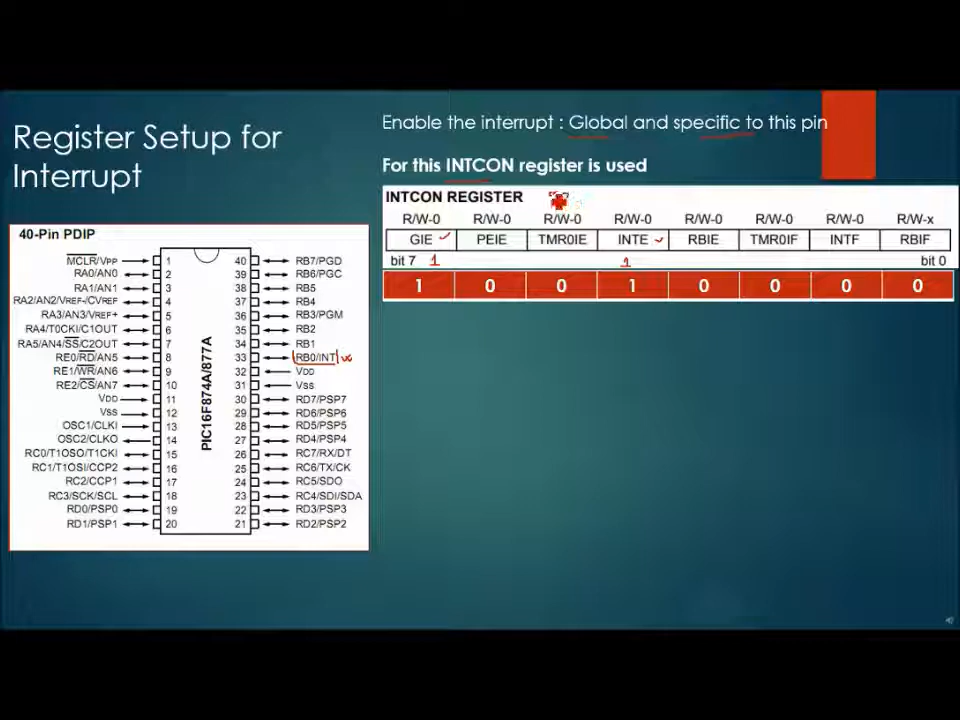 Register Setup for
Interrupt
Enable the interrupt : Global and specific to this pin
For this INTCON register is used
INTCON REGISTER
R/W-0 R/W-0 R/W-0 R/W-0 R/W-0 R/W-0 R/W-0 R/W-x
GIE PEIE TMR0IE INTE RBIE TMR0IF INTF RBIF
bit 7 1 1 bit 0
1 0 0 1 0 0 0 0
40-Pin PDIP
MCLR/VPP 1 40 RB7/PGD
RA0/AN0 2 39 RB6/PGC
RA1/AN1 3 38 RB5
RA2/AN2/VREF-/CVREF 4 37 RB4
RA3/AN3/VREF+ 5 36 RB3/PGM
RA4/T0CKI/C1OUT 6 35 RB2
RA5/AN4/SS/C2OUT 7 34 RB1
RE0/RD/AN5 8 33 RB0/INT
RE1/WR/AN6 9 32 VDD
RE2/CS/AN7 10 31 VSS
VDD 11 30 RD7/PSP7
VSS 12 29 RD6/PSP6
OSC1/CLKI 13 28 RD5/PSP5
OSC2/CLKO 14 27 RD4/PSP4
RC0/T1OSO/T1CKI 15 26 RC7/RX/DT
RC1/T1OSI/CCP2 16 25 RC6/TX/CK
RC2/CCP1 17 24 RC5/SDO
RC3/SCK/SCL 18 23 RC4/SDI/SDA
RD0/PSP0 19 22 RD3/PSP3
RD1/PSP1 20 21 RD2/PSP2
PIC16F874A/877A